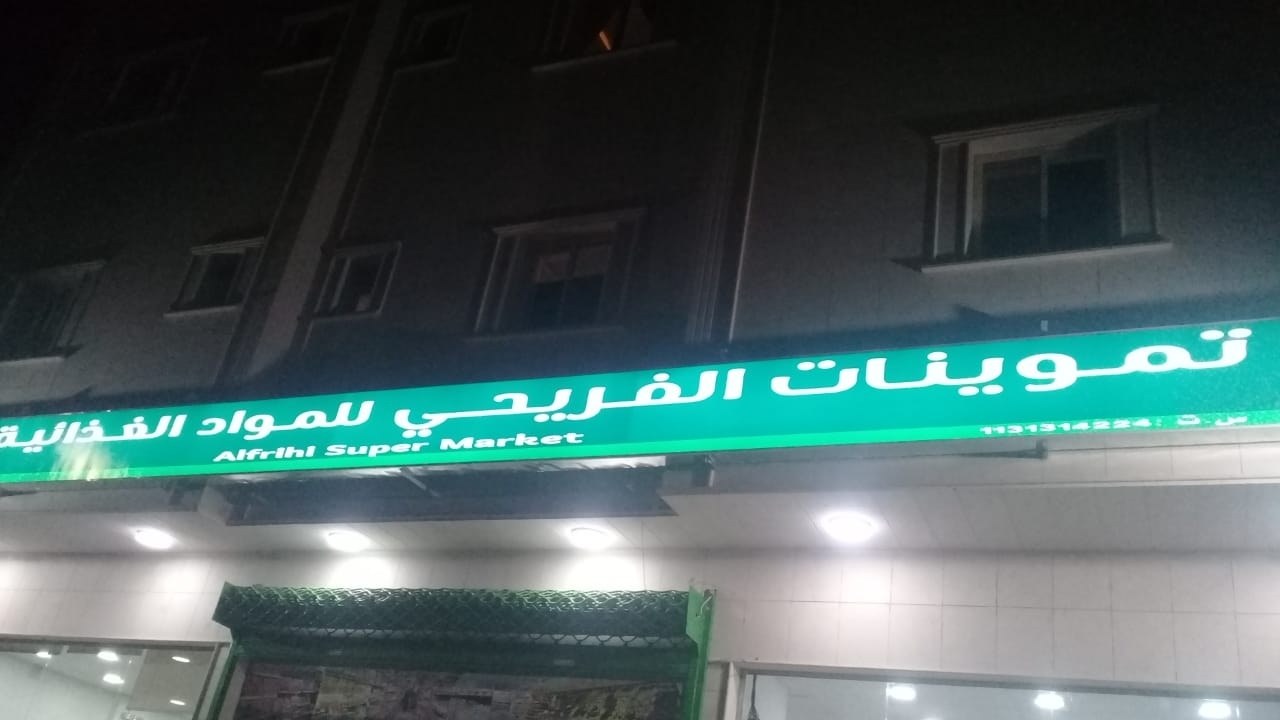 تموينات الفريحي للمواد الغذائية
Alfrihi Super Market
س.ت: 1131314224